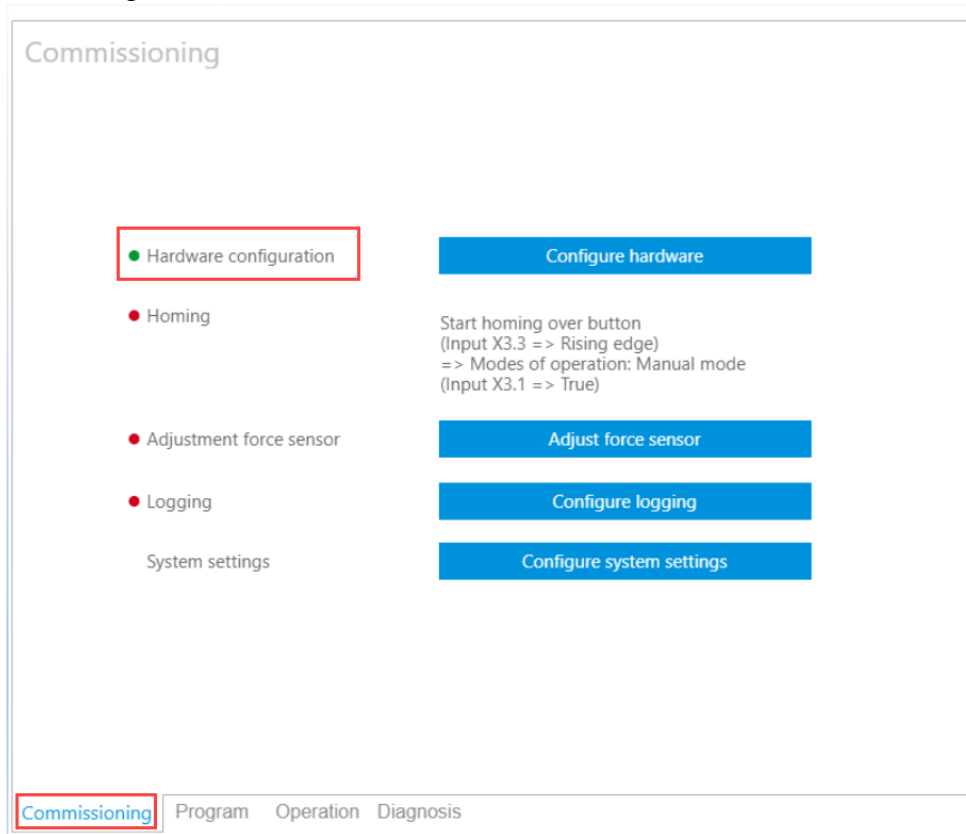 Commissioning
Hardware configuration
Configure hardware
Homing
Start homing over button
(Input X3.3 => Rising edge)
=> Modes of operation: Manual mode
(Input X3.1 => True)
Adjustment force sensor
Adjust force sensor
Logging
Configure logging
System settings
Configure system settings
Commissioning Program Operation Diagnosis